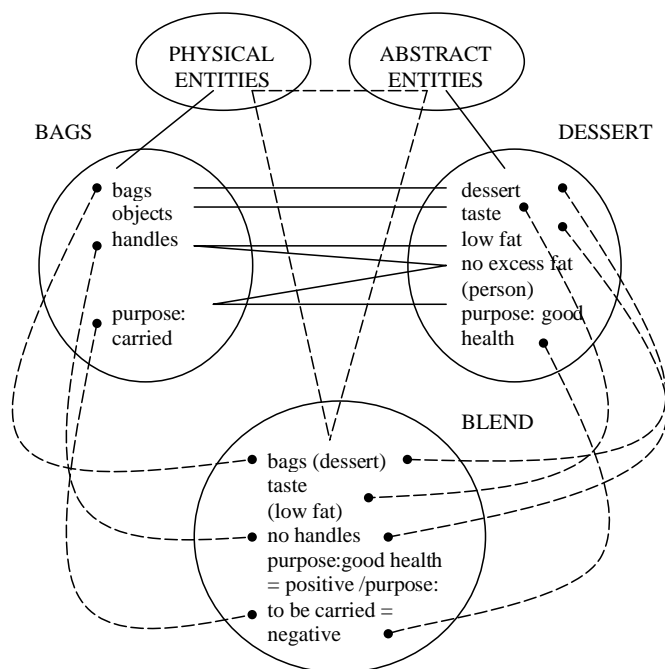 PHYSICAL
ENTITIES
ABSTRACT
ENTITIES
BAGS
DESSERT
bags
objects
handles
purpose:
carried
dessert
taste
low fat
no excess fat
(person)
purpose: good
health
BLEND
bags (dessert)
taste
(low fat)
no handles
purpose:good health
= positive /purpose:
to be carried =
negative